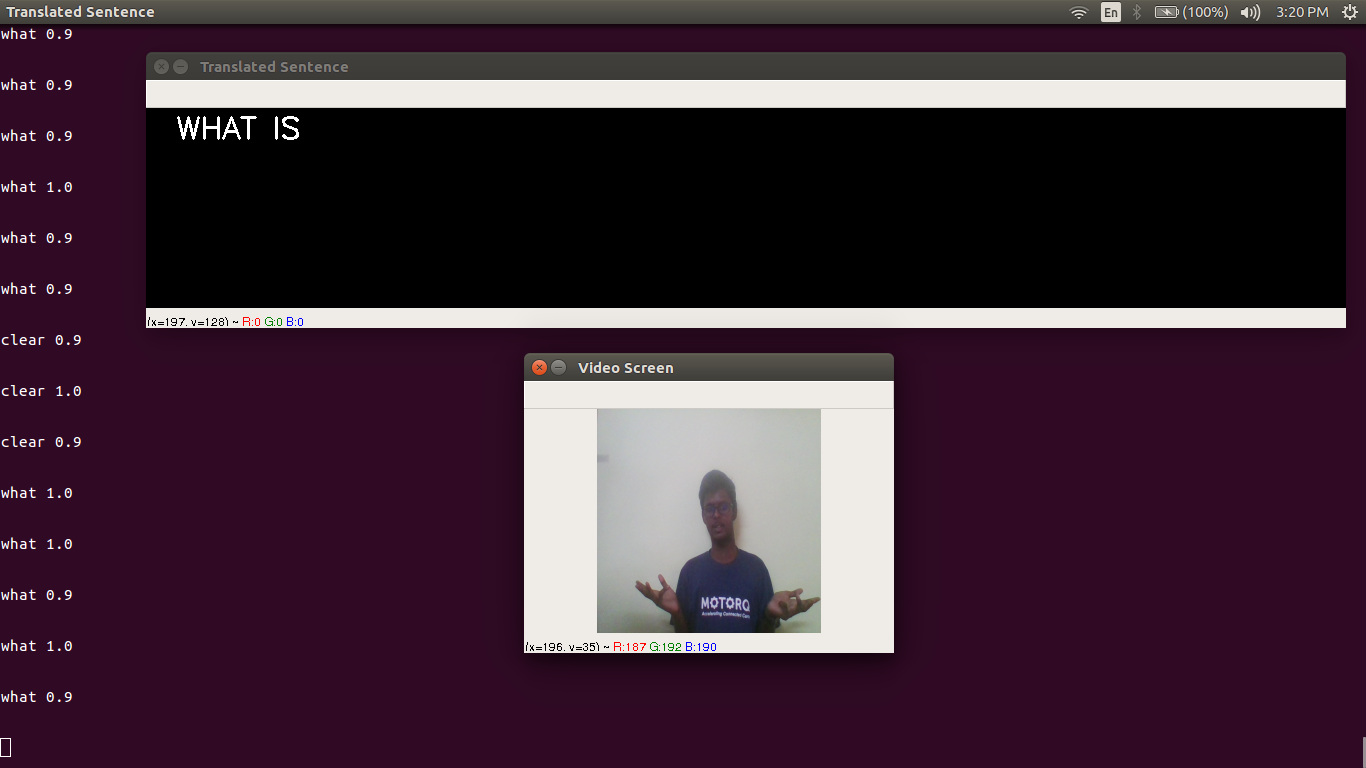 Translated Sentence
En
(100%)
3:20 PM
what 0.9
what 0.9
what 0.9
what 1.0
what 0.9
what 0.9
clear 0.9
clear 1.0
clear 0.9
what 1.0
what 1.0
what 0.9
what 1.0
what 0.9
Translated Sentence
WHAT IS
(x=197, y=128) ~ R:0 G:0 B:0
Video Screen
MOTORQ
Accelerating Connected Cars
(x=196, y=35) ~ R:187 G:192 B:190